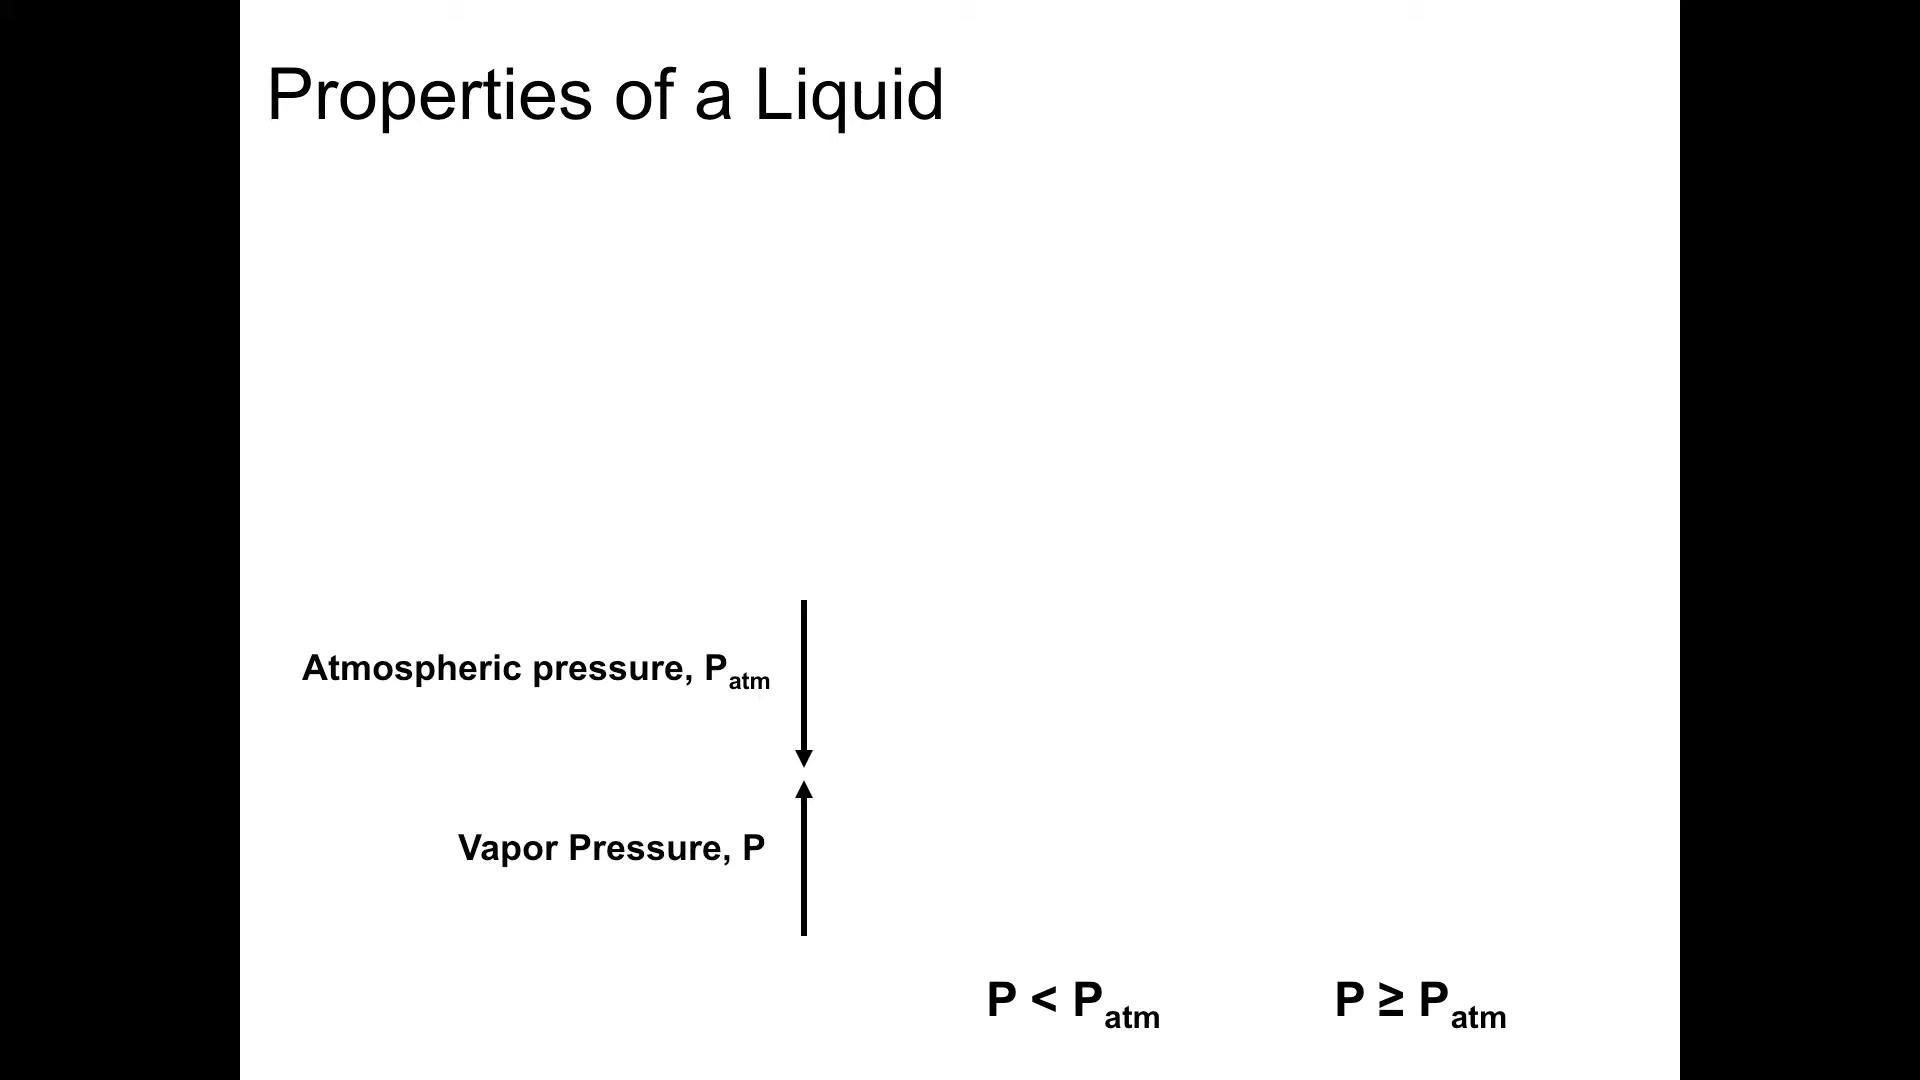 Properties of a Liquid
Atmospheric pressure, Patm
Vapor Pressure, P
P < Patm
P ≥ Patm